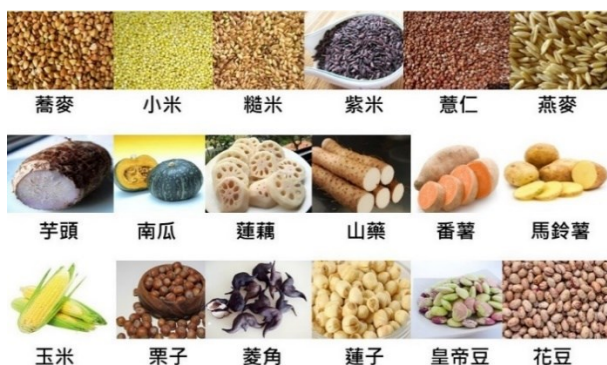 蕎麥 小米 糙米 紫米 薏仁 燕麥
芋頭 南瓜 蓮藕 山藥 番薯 馬鈴薯
玉米 栗子 菱角 蓮子 皇帝豆 花豆